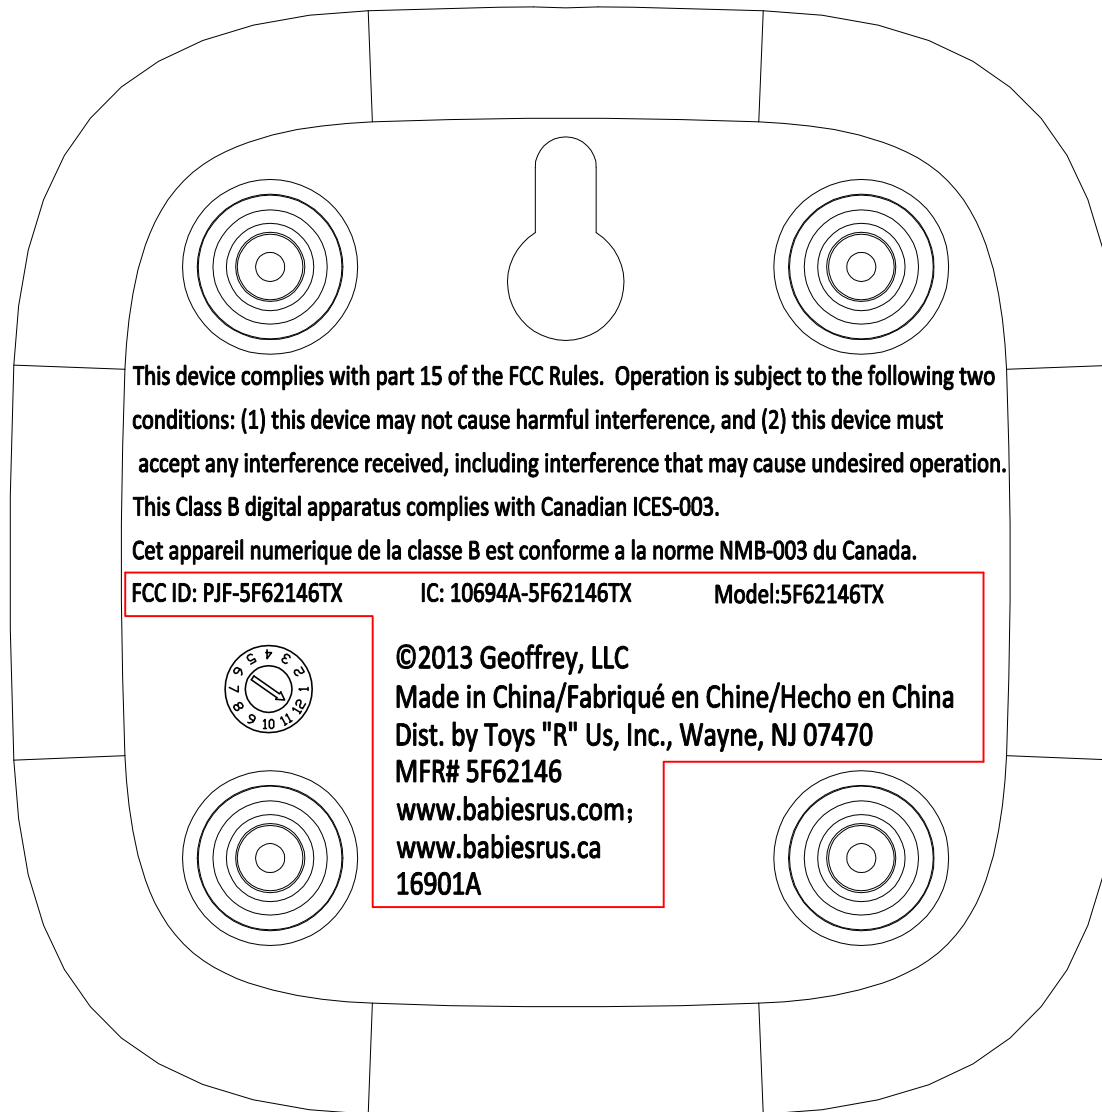 This device complies with part 15 of the FCC Rules.  Operation is subject to the following two
conditions: (1) this device may not cause harmful interference, and (2) this device must
accept any interference received, including interference that may cause undesired operation.
This Class B digital apparatus complies with Canadian ICES-003.
Cet appareil numerique de la classe B est conforme a la norme NMB-003 du Canada.
FCC ID: PJF-5F62146TX IC: 10694A-5F62146TX Model:5F62146TX
1 2 3 4 5 6 7 8 9 10 11 12
©2013 Geoffrey, LLC
Made in China/Fabriqué en Chine/Hecho en China
Dist. by Toys "R" Us, Inc., Wayne, NJ 07470
MFR# 5F62146
www.babiesrus.com;
www.babiesrus.ca
16901A